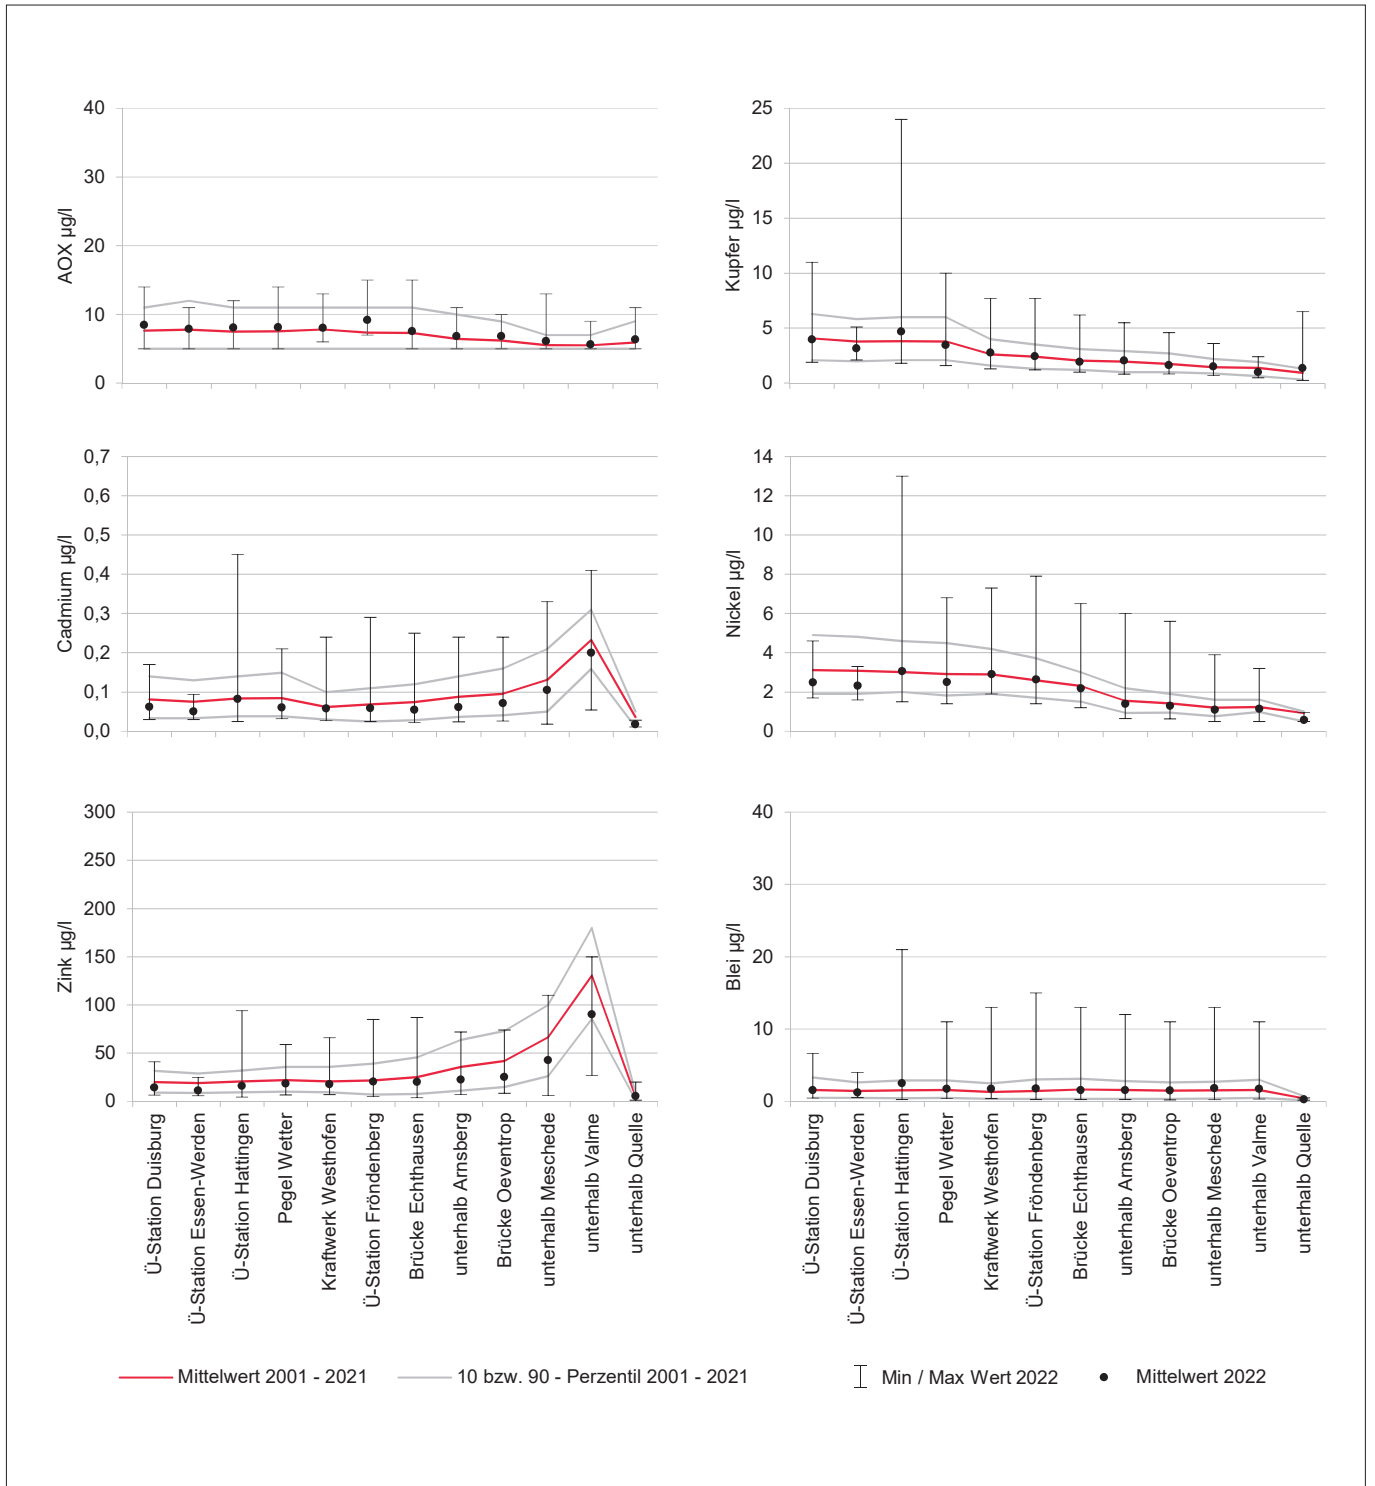 AOX µg/l
40
30
20
10
0
Kupfer µg/l
25
20
15
10
5
0
Cadmium µg/l
0,7
0,6
0,5
0,4
0,3
0,2
0,1
0,0
Nickel µg/l
14
12
10
8
6
4
2
0
Zink µg/l
300
250
200
150
100
50
0
Blei µg/l
40
30
20
10
0
Ü-Station Duisburg
Ü-Station Essen-Werden
Ü-Station Hattingen
Pegel Wetter
Kraftwerk Westhofen
Ü-Station Fröndenberg
Brücke Echthausen
unterhalb Arnsberg
Brücke Oeventrop
unterhalb Meschede
unterhalb Valme
unterhalb Quelle
Ü-Station Duisburg
Ü-Station Essen-Werden
Ü-Station Hattingen
Pegel Wetter
Kraftwerk Westhofen
Ü-Station Fröndenberg
Brücke Echthausen
unterhalb Arnsberg
Brücke Oeventrop
unterhalb Meschede
unterhalb Valme
unterhalb Quelle
Mittelwert 2001 - 2021
10 bzw. 90 - Perzentil 2001 - 2021
Min / Max Wert 2022
Mittelwert 2022